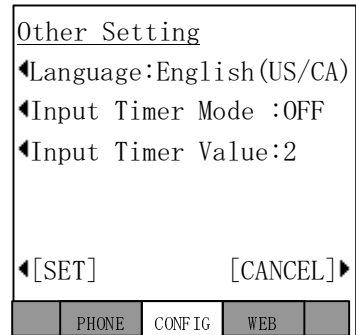 Other Setting
◀Language:English(US/CA)
◀Input Timer Mode :OFF
◀Input Timer Value:2
◀[SET] [CANCEL]▶
PHONE CONFIG WEB